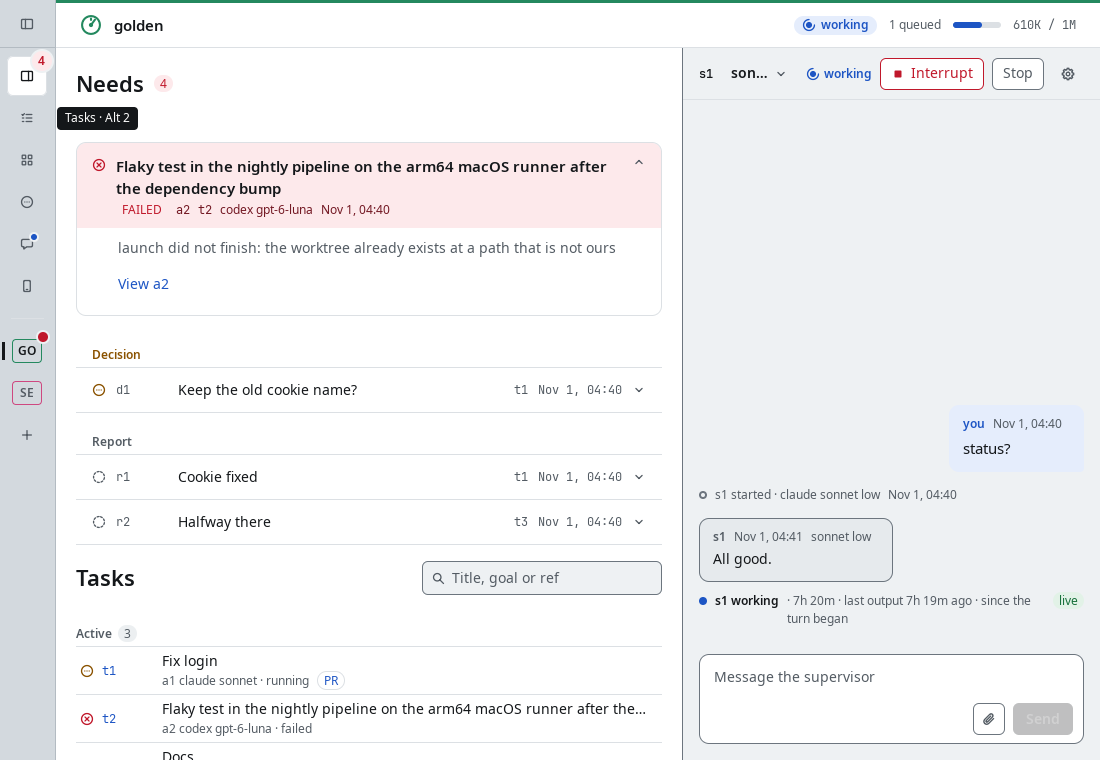 golden
working
1 queued
610K / 1M
4
Needs 4
Tasks · Alt 2
Flaky test in the nightly pipeline on the arm64 macOS runner after
the dependency bump
FAILED a2 t2 codex gpt-6-luna Nov 1, 04:40
launch did not finish: the worktree already exists at a path that is not ours
View a2
Decision
d1 Keep the old cookie name? t1 Nov 1, 04:40
Report
r1 Cookie fixed t1 Nov 1, 04:40
r2 Halfway there t3 Nov 1, 04:40
Tasks
Title, goal or ref
Active 3
t1 Fix login
a1 claude sonnet · running PR
t2 Flaky test in the nightly pipeline on the arm64 macOS runner after the…
a2 codex gpt-6-luna · failed
Docs
GO
SE
s1 son… working Interrupt Stop
you Nov 1, 04:40
status?
s1 started · claude sonnet low Nov 1, 04:40
s1 Nov 1, 04:41 sonnet low
All good.
s1 working · 7h 20m · last output 7h 19m ago · since the
turn began
live
Message the supervisor
Send